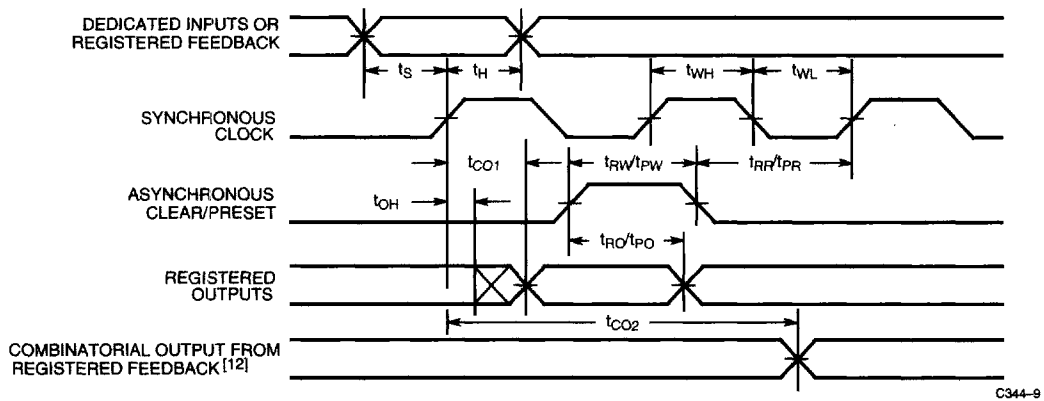 DEDICATED INPUTS OR
REGISTERED FEEDBACK
tS
tH
tWH
tWL
SYNCHRONOUS
CLOCK
tCO1
tRW/tPW
tRR/tPR
ASYNCHRONOUS
CLEAR/PRESET
tOH
tRO/tPO
REGISTERED
OUTPUTS
tCO2
COMBINATORIAL OUTPUT FROM
REGISTERED FEEDBACK[12]
C344–9